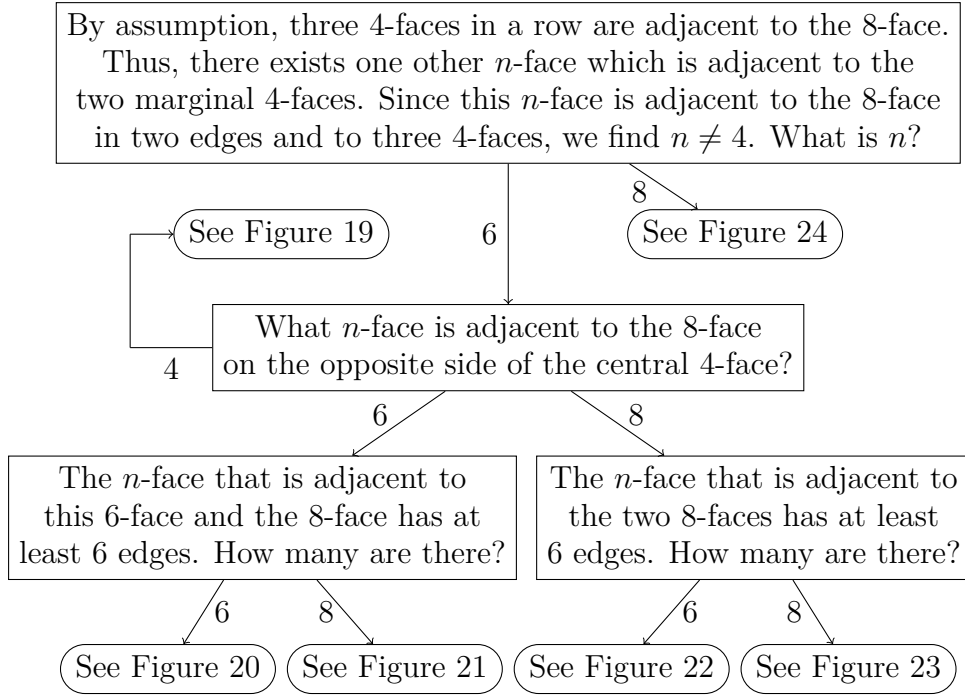 By assumption, three 4-faces in a row are adjacent to the 8-face.
Thus, there exists one other n-face which is adjacent to the
two marginal 4-faces. Since this n-face is adjacent to the 8-face
in two edges and to three 4-faces, we find n ≠ 4. What is n?
8
See Figure 19
6
See Figure 24
What n-face is adjacent to the 8-face
on the opposite side of the central 4-face?
4
6
8
The n-face that is adjacent to
this 6-face and the 8-face has at
least 6 edges. How many are there?
The n-face that is adjacent to
the two 8-faces has at least
6 edges. How many are there?
6
8
6
8
See Figure 20
See Figure 21
See Figure 22
See Figure 23